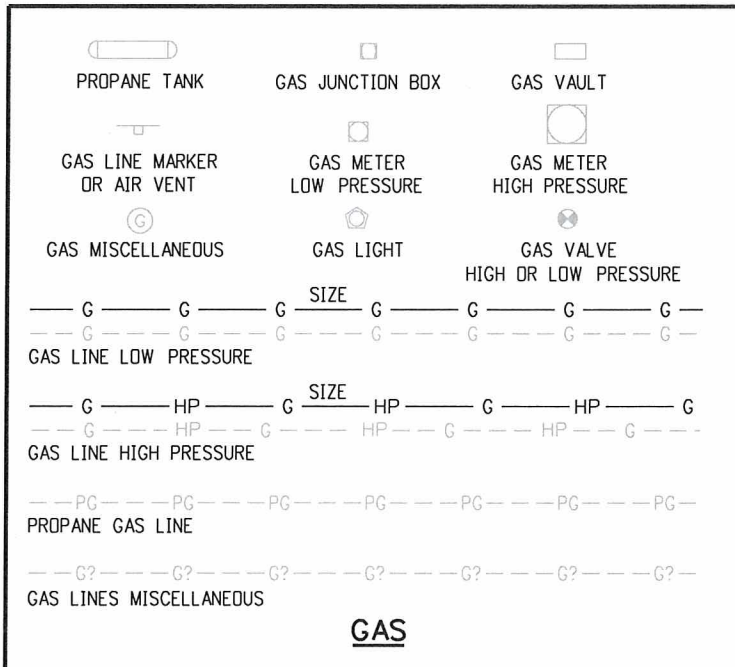 PROPANE TANK
GAS JUNCTION BOX
GAS VAULT
GAS LINE MARKER
OR AIR VENT
GAS METER
LOW PRESSURE
GAS METER
HIGH PRESSURE
G
GAS MISCELLANEOUS
GAS LIGHT
GAS VALVE
HIGH OR LOW PRESSURE
SIZE
G G G G G G G
G G G G G G G
GAS LINE LOW PRESSURE
SIZE
G HP G HP G HP G
G HP G HP G HP G
GAS LINE HIGH PRESSURE
PG PG PG PG PG PG PG
PROPANE GAS LINE
G? G? G? G? G? G? G?
GAS LINES MISCELLANEOUS
GAS